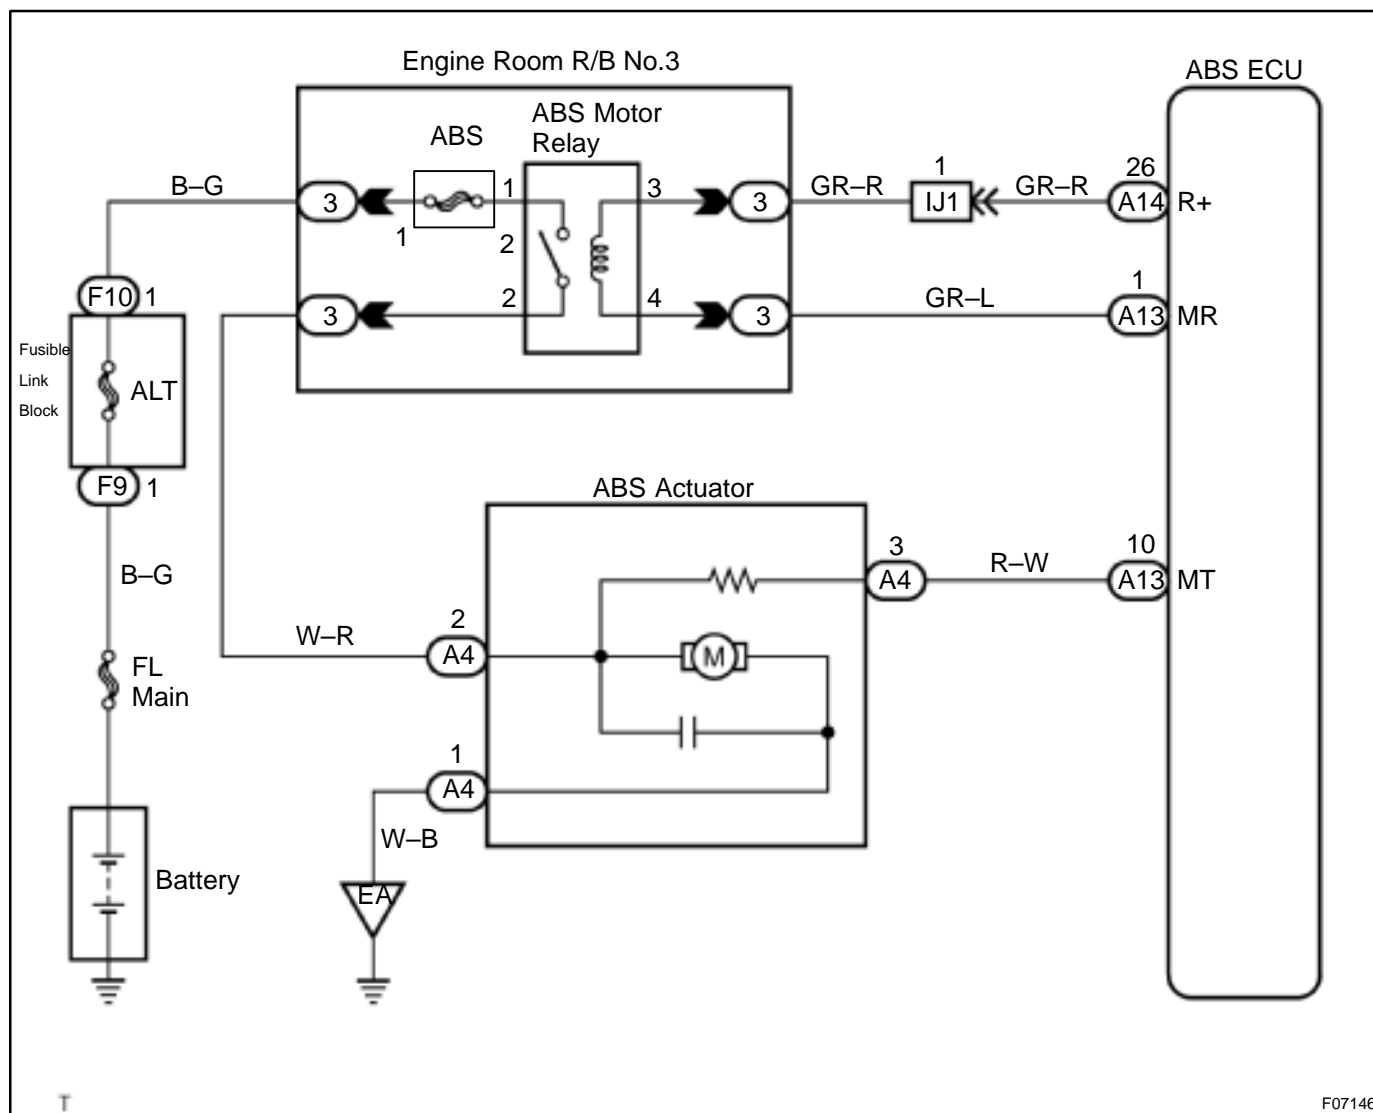 Engine Room R/B No.3
ABS ECU
ABS Motor
Relay
ABS
B–G
3
1
1
2
3
3
GR–R
1
IJ1
GR–R
26
A14
R+
F10
1
3
2
4
3
GR–L
1
A13
MR
Fusible
Link
Block
ALT
F9
1
ABS Actuator
B–G
3
A4
R–W
10
A13
MT
W–R
2
A4
M
FL
Main
1
A4
W–B
Battery
EA
T
F07146